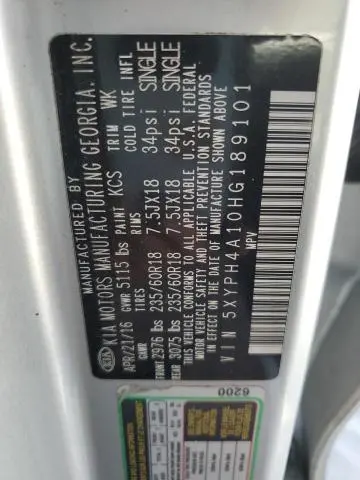 MANUFACTURED BY
KIA KIA MOTORS MANUFACTURING GEORGIA, INC.
APR/21/16 PAINT KCS TRIM WK
GVWR 5115 lbs
GAWR TIRES RIMS COLD TIRE INFL
FRONT 2976 lbs 235/60R18 7.5JX18 34psi SINGLE
REAR 3075 lbs 235/60R18 7.5JX18 34psi SINGLE
THIS VEHICLE CONFORMS TO ALL APPLICABLE U.S.A. FEDERAL
MOTOR VEHICLE SAFETY AND THEFT PREVENTION STANDARDS
IN EFFECT ON THE DATE OF MANUFACTURE SHOWN ABOVE
VIN 5XYPH4A10HG189101
MPV
6200